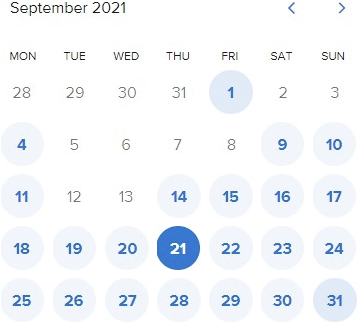 September 2021
MON TUE WED THU FRI SAT SUN
28 29 30 31 1 2 3
4 5 6 7 8 9 10
11 12 13 14 15 16 17
18 19 20 21 22 23 24
25 26 27 28 29 30 31